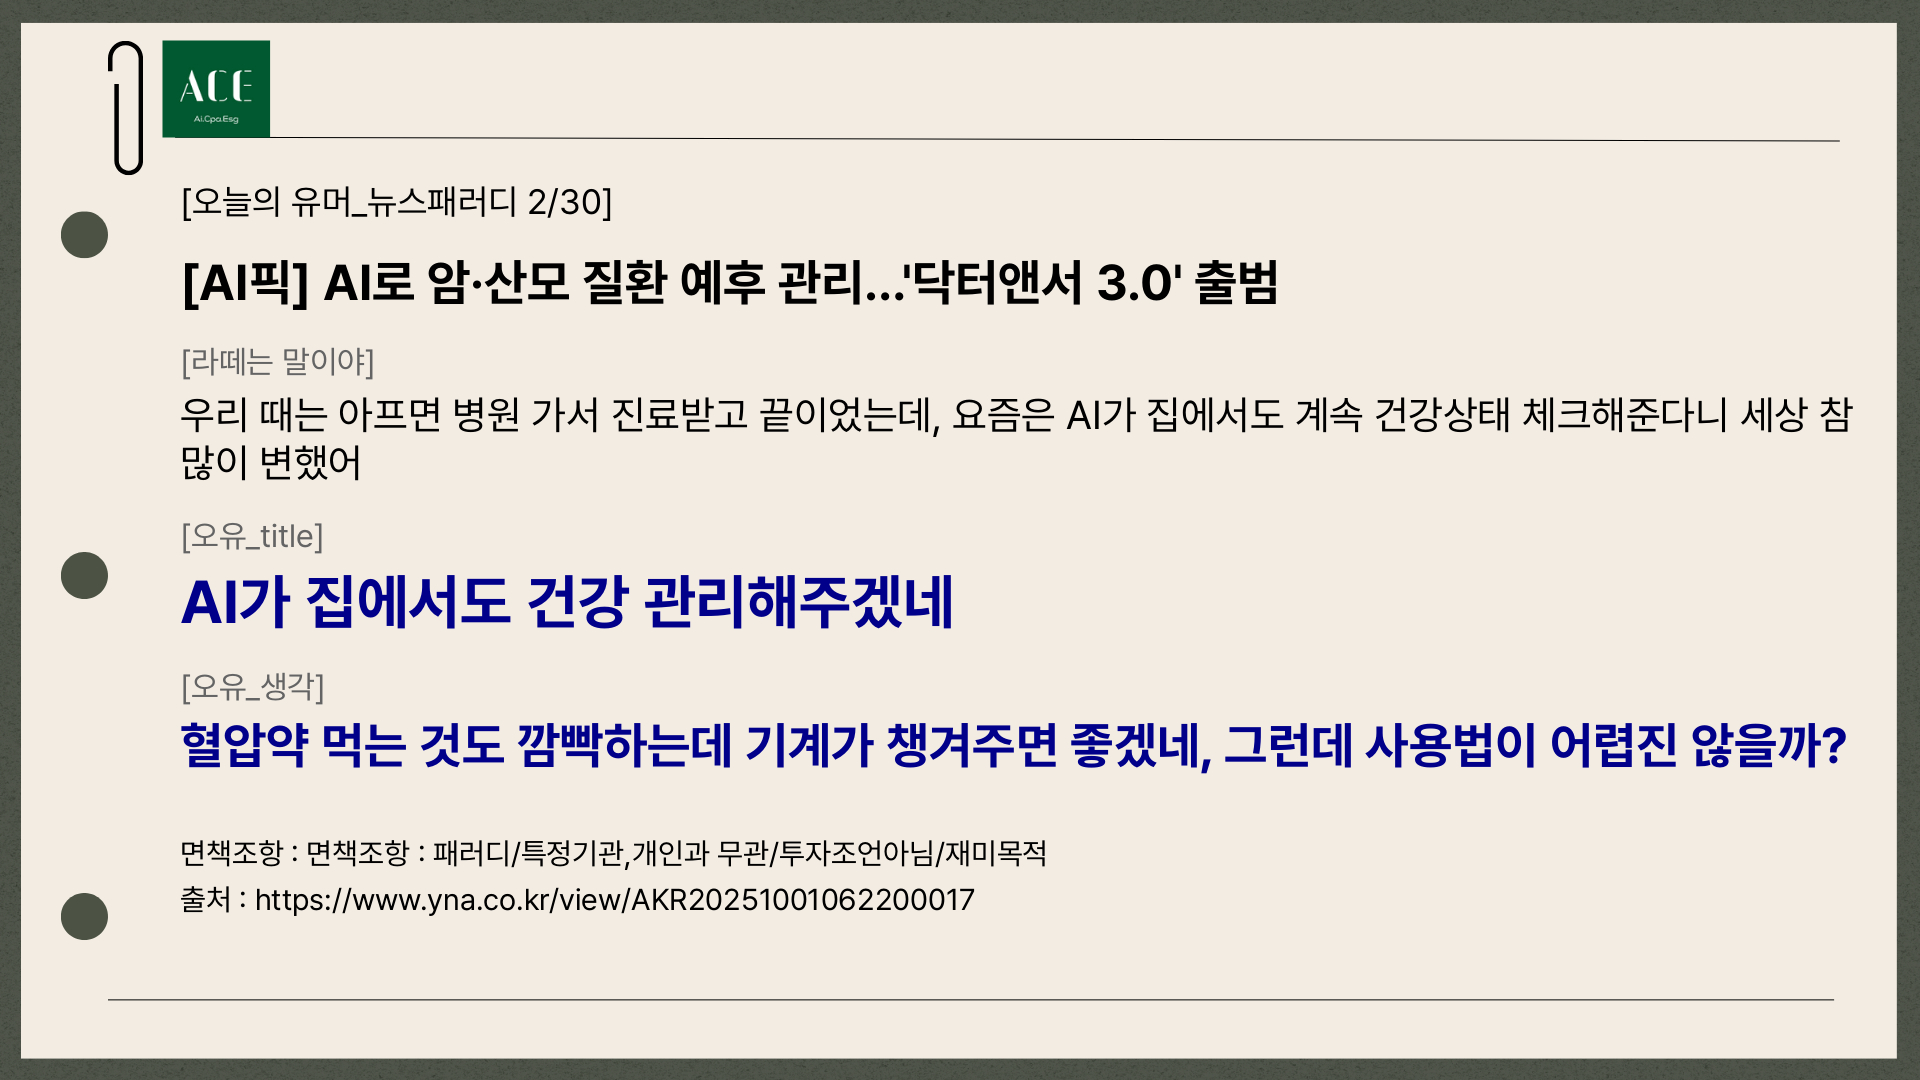 ACE
Ai.Cpa.Esg
[오늘의 유머_뉴스패러디 2/30]
[AI픽] AI로 암·산모 질환 예후 관리...'닥터앤서 3.0' 출범
[라떼는 말이야]
우리 때는 아프면 병원 가서 진료받고 끝이었는데, 요즘은 AI가 집에서도 계속 건강상태 체크해준다니 세상 참
많이 변했어
[오유_title]
AI가 집에서도 건강 관리해주겠네
[오유_생각]
혈압약 먹는 것도 깜빡하는데 기계가 챙겨주면 좋겠네, 그런데 사용법이 어렵진 않을까?
면책조항 : 면책조항 : 패러디/특정기관,개인과 무관/투자조언아님/재미목적
출처 : https://www.yna.co.kr/view/AKR20251001062200017